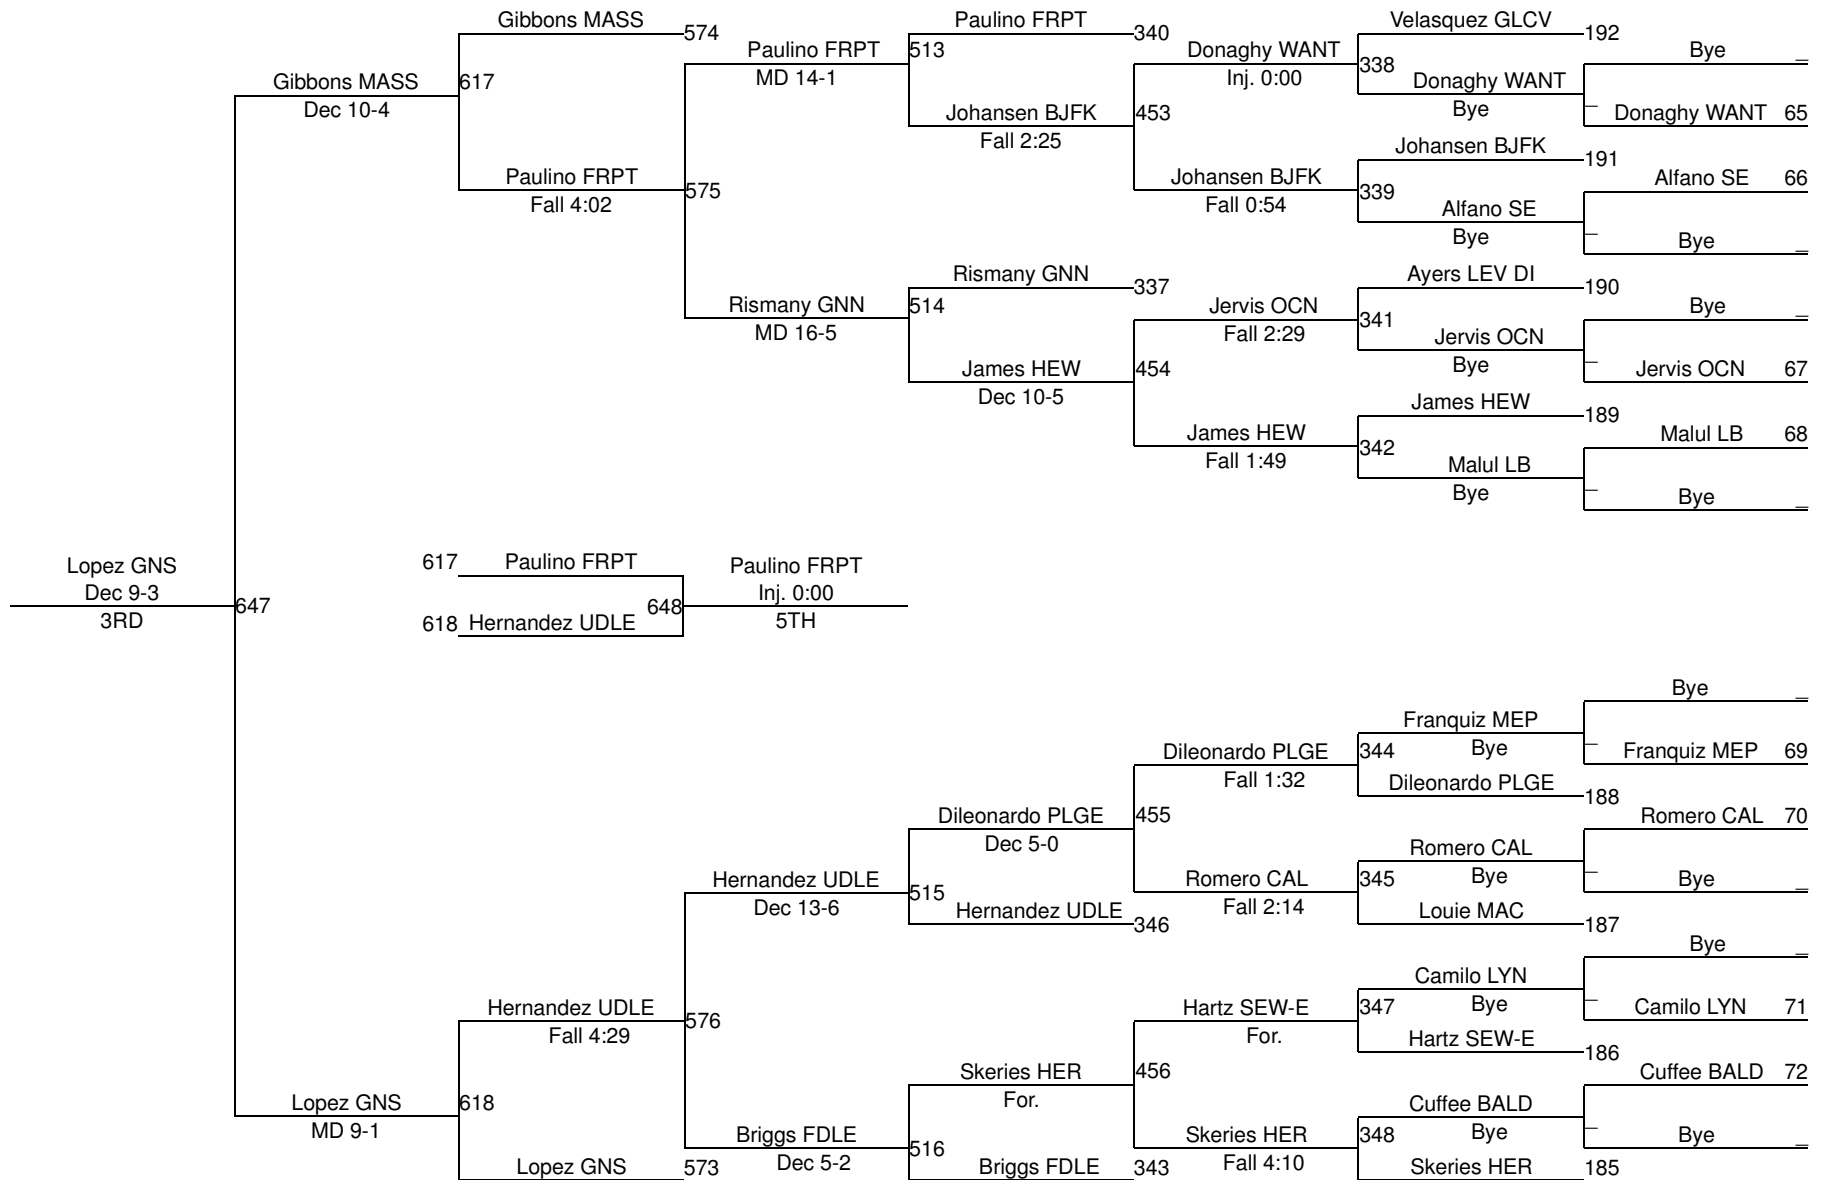 Gibbons MASS
574
Paulino FRPT
340
Velasquez GLCV
192
Paulino FRPT
MD 14-1
513
Donaghy WANT
Inj. 0:00
338
Bye
_
Gibbons MASS
Dec 10-4
617
Donaghy WANT
Bye
_
Johansen BJFK
Fall 2:25
453
Donaghy WANT 65
Johansen BJFK
191
Paulino FRPT
Fall 4:02
575
Johansen BJFK
Fall 0:54
339
Alfano SE 66
Alfano SE
Bye
_
Bye
_
Rismany GNN
337
Ayers LEV DI
190
Rismany GNN
MD 16-5
514
Jervis OCN
Fall 2:29
341
Bye
_
Jervis OCN
Bye
_
James HEW
Dec 10-5
454
Jervis OCN 67
James HEW
189
James HEW
Fall 1:49
342
Malul LB 68
Malul LB
Bye
_
Bye
_
Lopez GNS
Dec 9-3
3RD
647
617 Paulino FRPT
648
618 Hernandez UDLE
Paulino FRPT
Inj. 0:00
5TH
Bye
_
Franquiz MEP
Bye
_
Dileonardo PLGE
Fall 1:32
344
Franquiz MEP 69
Dileonardo PLGE
188
Dileonardo PLGE
Dec 5-0
455
Romero CAL 70
Romero CAL
Bye
_
Hernandez UDLE
Dec 13-6
515
Romero CAL
Fall 2:14
345
Bye
_
Hernandez UDLE
346
Louie MAC
187
Bye
_
Camilo LYN
Bye
_
Hernandez UDLE
Fall 4:29
576
Hartz SEW-E
For.
347
Camilo LYN 71
Hartz SEW-E
186
Skeries HER
For.
456
Cuffee BALD 72
Lopez GNS
MD 9-1
618
Cuffee BALD
Bye
_
Briggs FDLE
Dec 5-2
516
Skeries HER
Fall 4:10
348
Bye
_
Lopez GNS
573
Briggs FDLE
343
Skeries HER
185